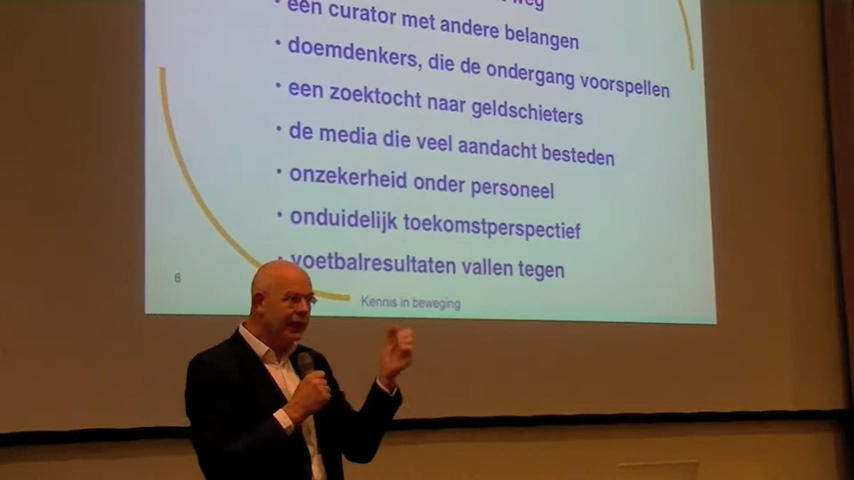 weg
• een curator met andere belangen
• doemdenkers, die de ondergang voorspellen
• een zoektocht naar geldschieters
• de media die veel aandacht besteden
• onzekerheid onder personeel
• onduidelijk toekomstperspectief
• voetbalresultaten vallen tegen
6
Kennis in beweging